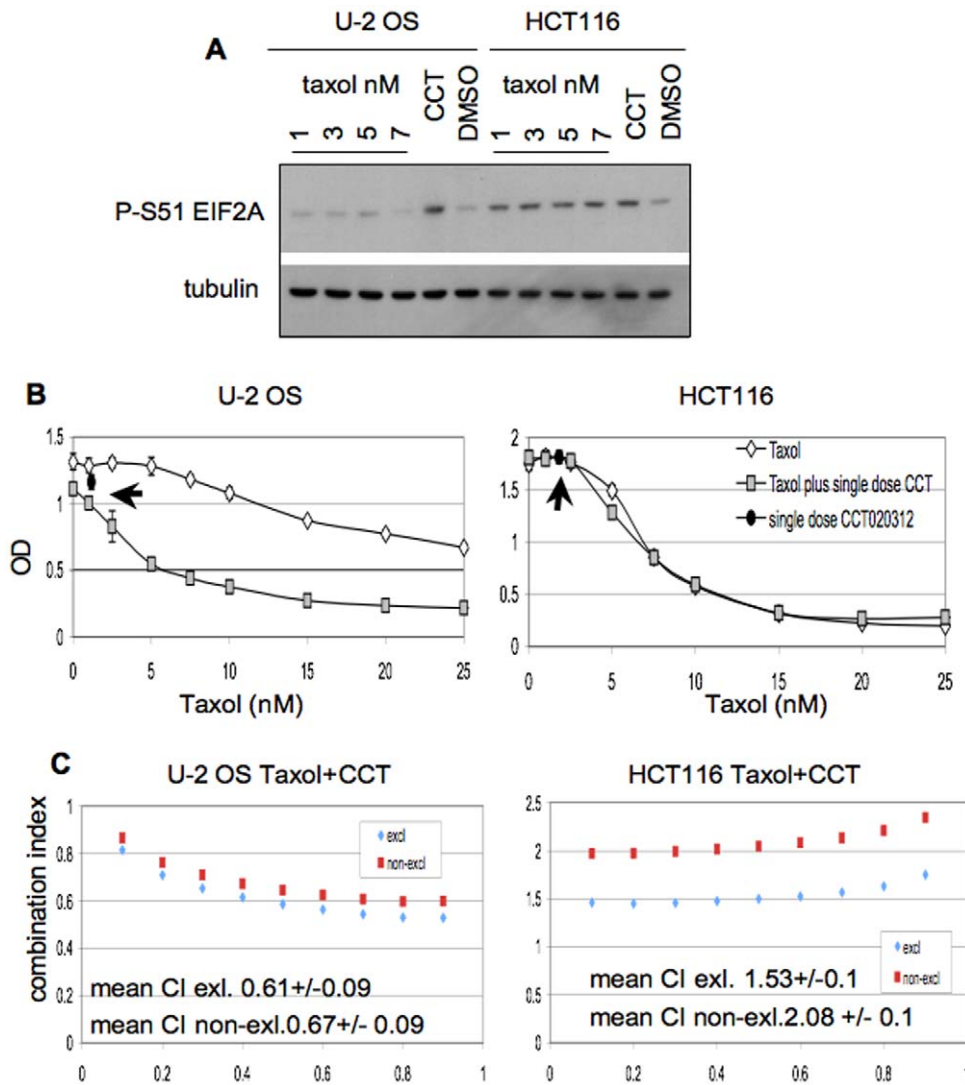 U-2 OS HCT116
A
taxol nM CCT DMSO taxol nM CCT DMSO
1 3 5 7 1 3 5 7
P-S51 EIF2A
tubulin
B
U-2 OS
OD
1.5
1
0.5
0
0 5 10 15 20 25
Taxol (nM)
HCT116
2
1.5
1
0.5
0
Taxol
Taxol plus single dose CCT
single dose CCT020312
0 5 10 15 20 25
Taxol (nM)
C
U-2 OS Taxol+CCT
combination index
1
0.8
0.6
0.4
0.2
0
excl
non-excl
mean CI exl. 0.61+/-0.09
mean CI non-exl.0.67+/- 0.09
0 0.2 0.4 0.6 0.8 1
HCT116 Taxol+CCT
2.5
2
1.5
1
0.5
0
excl
non-excl
mean CI exl. 1.53+/-0.1
mean CI non-exl.2.08 +/- 0.1
0 0.2 0.4 0.6 0.8 1